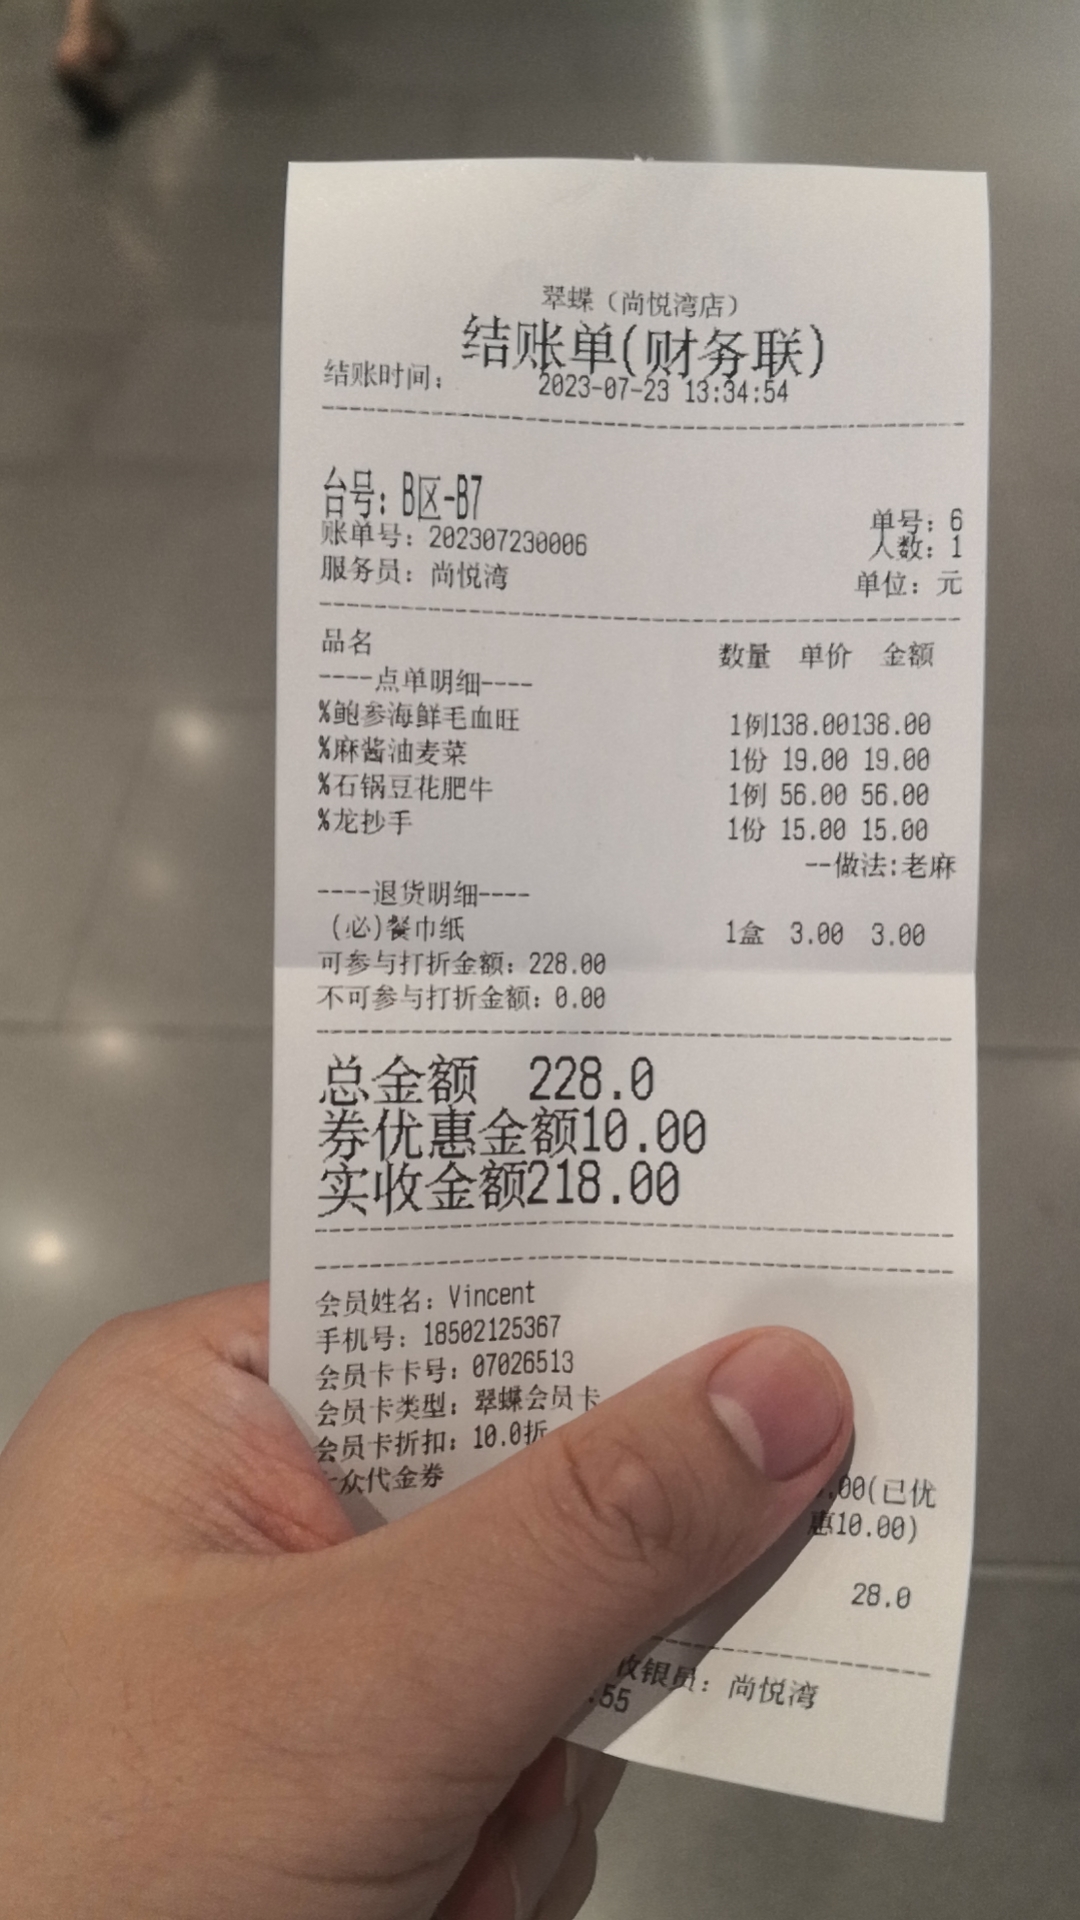 翠蝶（尚悦湾店）
结账单(财务联)
结账时间： 2023-07-23 13:34:54
台号：B区-B7
单号：6
账单号：202307230006
人数：1
服务员：尚悦湾
单位：元
品名 数量 单价 金额
----点单明细----
%鲍参海鲜毛血旺 1例138.00138.00
%麻酱油麦菜 1份 19.00 19.00
%石锅豆花肥牛 1例 56.00 56.00
%龙抄手 1份 15.00 15.00
--做法:老麻
----退货明细----
(必)餐巾纸 1盒 3.00 3.00
可参与打折金额：228.00
不可参与打折金额：0.00
总金额 228.0
券优惠金额10.00
实收金额218.00
会员姓名：Vincent
手机号：18502125367
会员卡卡号：07026513
会员卡类型：翠蝶会员卡
会员卡折扣：10.0折
众代金券 .00(已优
惠10.00)
28.0
收银员：尚悦湾
:55